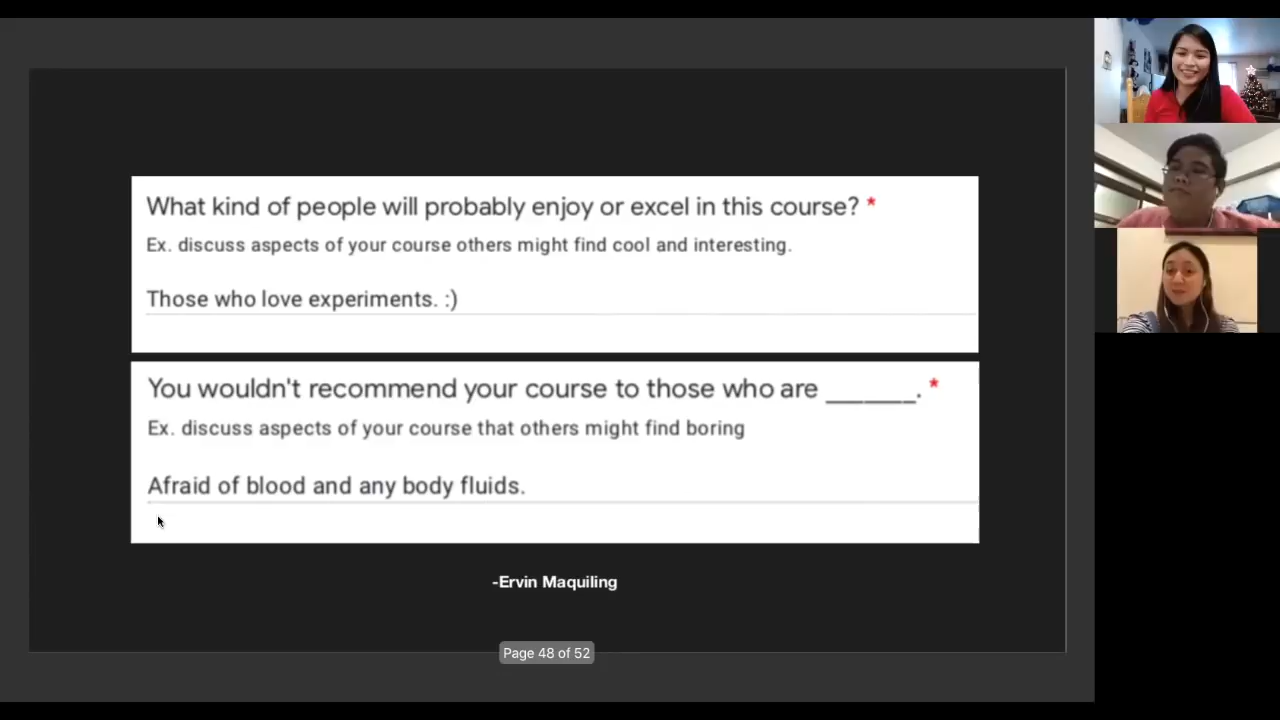 What kind of people will probably enjoy or excel in this course? *
Ex. discuss aspects of your course others might find cool and interesting.
Those who love experiments. :)
You wouldn't recommend your course to those who are _______. *
Ex. discuss aspects of your course that others might find boring
Afraid of blood and any body fluids.
-Ervin Maquiling
Page 48 of 52